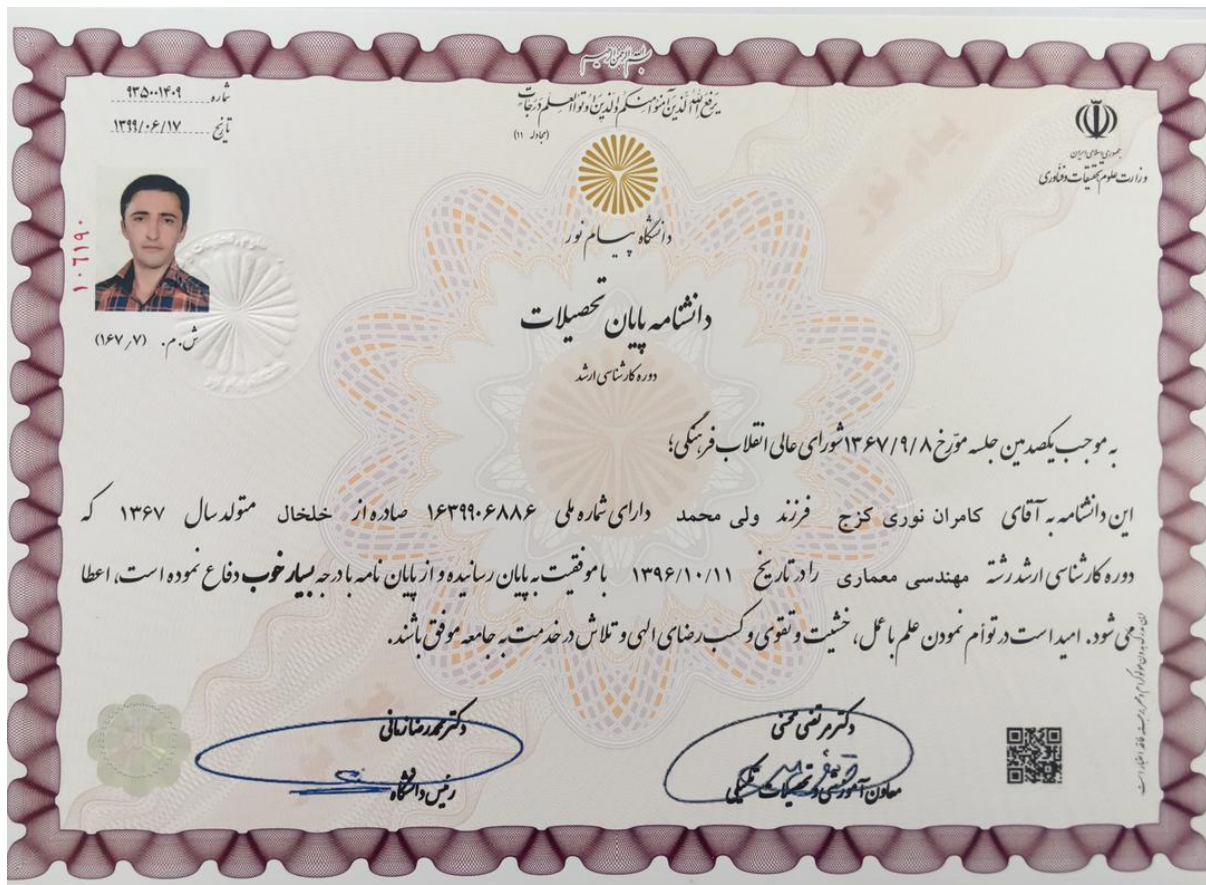 بسم الله الرحمن الرحیم
یرفع الله الذین آمنوا منکم والذین اوتوا العلم درجات
(مجادله ۱۱)
شماره ۹۳۵۰۰۱۴۰۹
تاریخ ۱۳۹۹/۰۶/۱۷
جمهوری اسلامی ایران
وزارت علوم تحقیقات و فناوری
دانشگاه پیام نور
۱۰۶۱۹۰
ش.م. (۱۶۷٫۷)
دانشنامه پایان تحصیلات
دوره کارشناسی ارشد
به موجب یکصدمین جلسه مورّخ ۱۳۶۷/۹/۸ شورای عالی انقلاب فرهنگی؛
این دانشنامه به آقای کامران نوری کزج فرزند ولی محمد دارای شماره ملی ۱۶۳۹۹۰۶۸۸۶ صادره از خلخال متولد سال ۱۳۶۷ که
دوره کارشناسی ارشد رشته مهندسی معماری را در تاریخ ۱۳۹۶/۱۰/۱۱ با موفقیت به پایان رسانیده و از پایان نامه با درجه بسیار خوب دفاع نموده است، اعطا
می شود. امید است در توأم نمودن علم با عمل، خشیت و تقوی و کسب رضای الهی و تلاش در خدمت به جامعه موفق باشند.
دکتر مرتضی محسنی
معاون آموزشی و تحصیلات تکمیلی
دکتر محمدرضا زمانی
رئیس دانشگاه
پیام نور